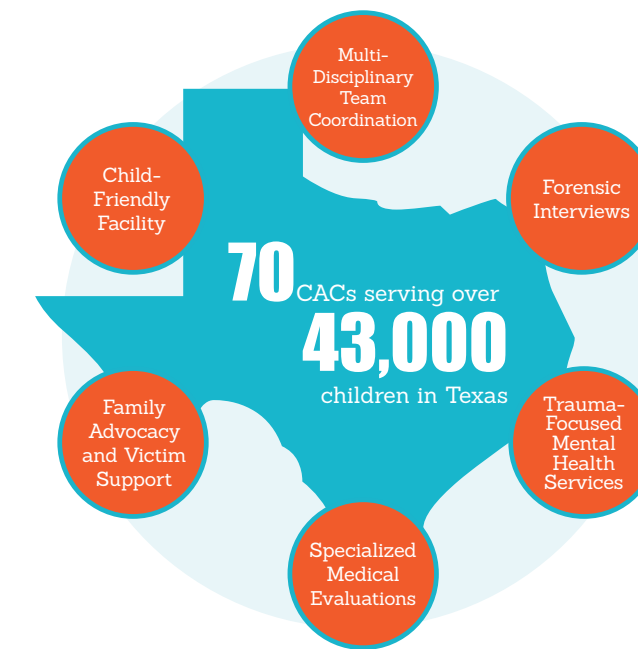 Multi-
Disciplinary
Team
Coordination
Child-
Friendly
Facility
Forensic
Interviews
70 CACs serving over
43,000
children in Texas
Family
Advocacy
and Victim
Support
Trauma-
Focused
Mental
Health
Services
Specialized
Medical
Evaluations